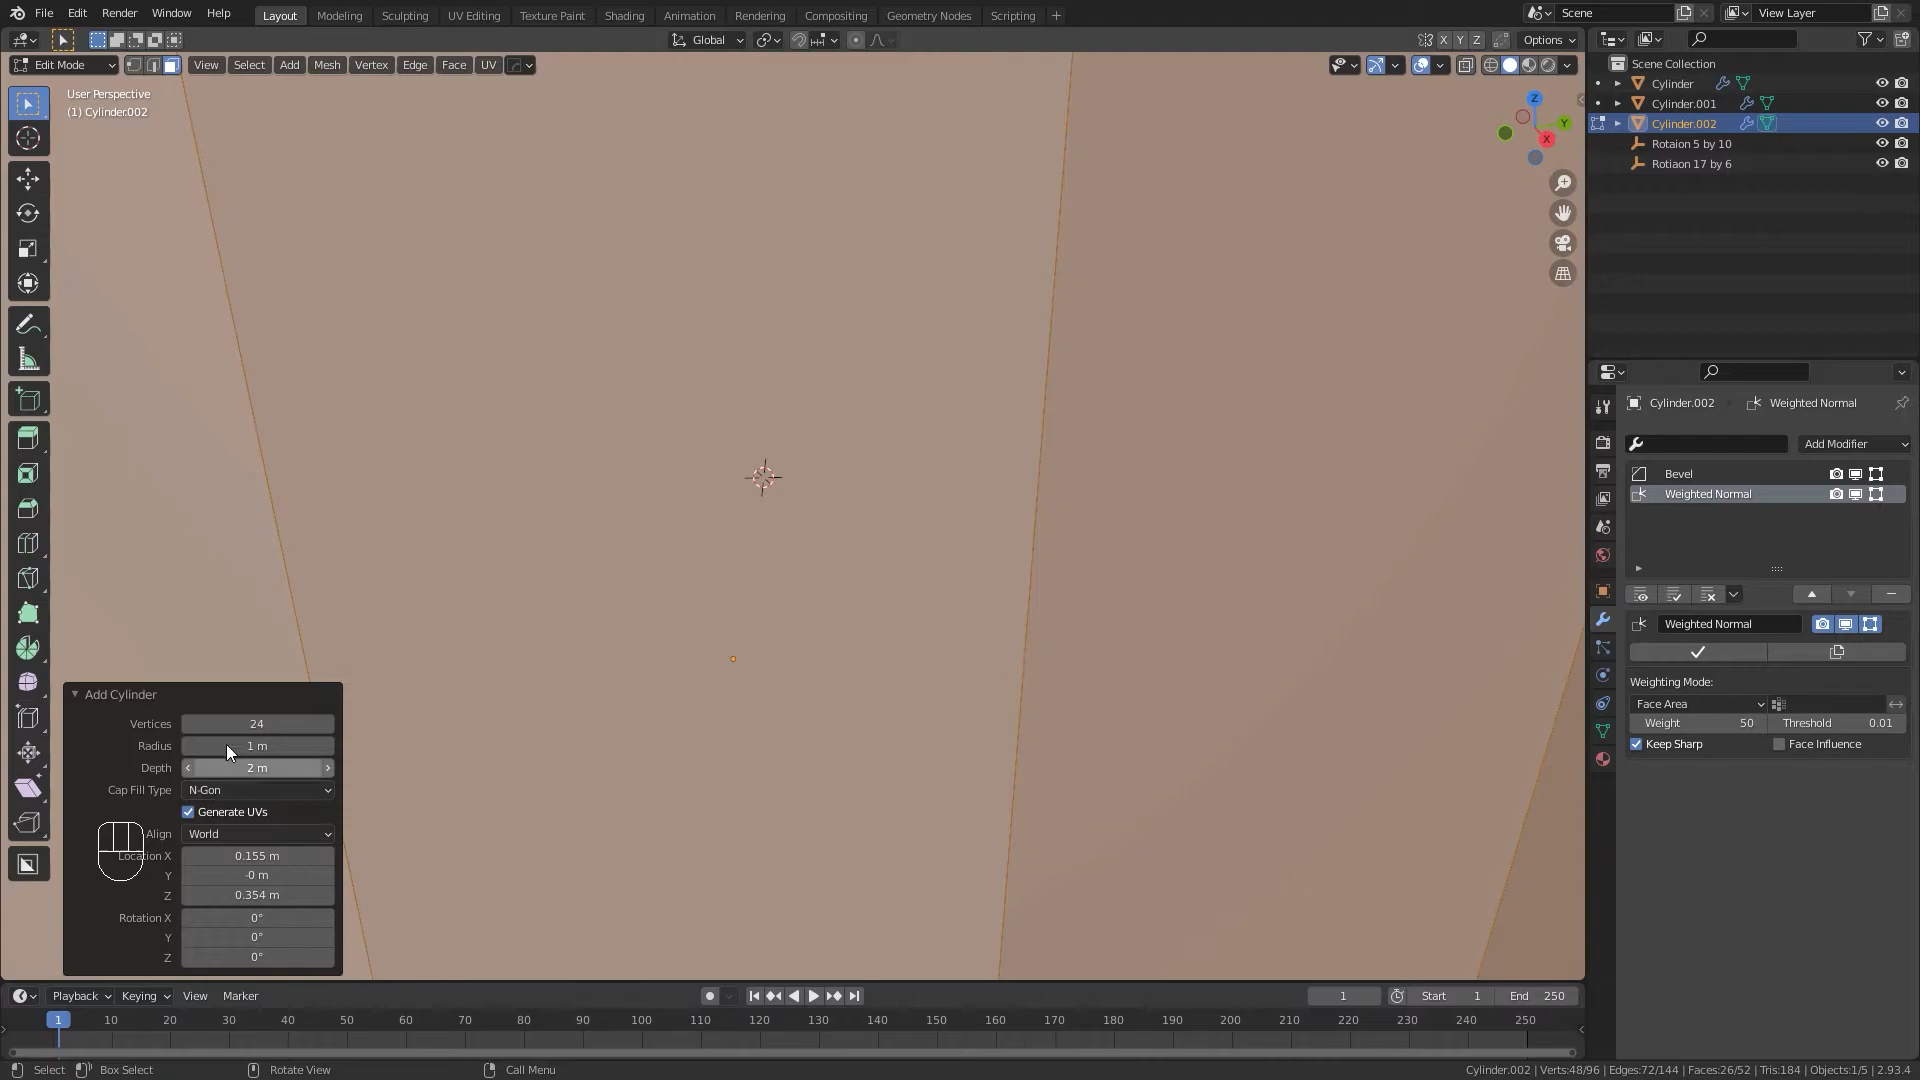 File Edit Render Window Help Layout Modeling Sculpting UV Editing Texture Paint Shading Animation Rendering Compositing Geometry Nodes Scripting + Scene View Layer
Global X Y Z Options
Edit Mode View Select Add Mesh Vertex Edge Face UV
User Perspective
(1) Cylinder.002
Z
Y
X
Scene Collection
Cylinder
Cylinder.001
Cylinder.002
Rotaion 5 by 10
Rotiaon 17 by 6
Cylinder.002 Weighted Normal
Add Modifier
Bevel
Weighted Normal
Weighted Normal
Weighting Mode:
Face Area
Weight 50 Threshold 0.01
Keep Sharp Face Influence
Add Cylinder
Vertices 24
Radius 1 m
Depth 2 m
Cap Fill Type N-Gon
Generate UVs
Align World
Location X 0.155 m
Y -0 m
Z 0.354 m
Rotation X 0°
Y 0°
Z 0°
Playback Keying View Marker 1 Start 1 End 250
1 10 20 30 40 50 60 70 80 90 100 110 120 130 140 150 160 170 180 190 200 210 220 230 240 250
Select Box Select Rotate View Call Menu Cylinder.002 | Verts:48/96 | Edges:72/144 | Faces:26/52 | Tris:184 | Objects:1/5 | 2.93.4